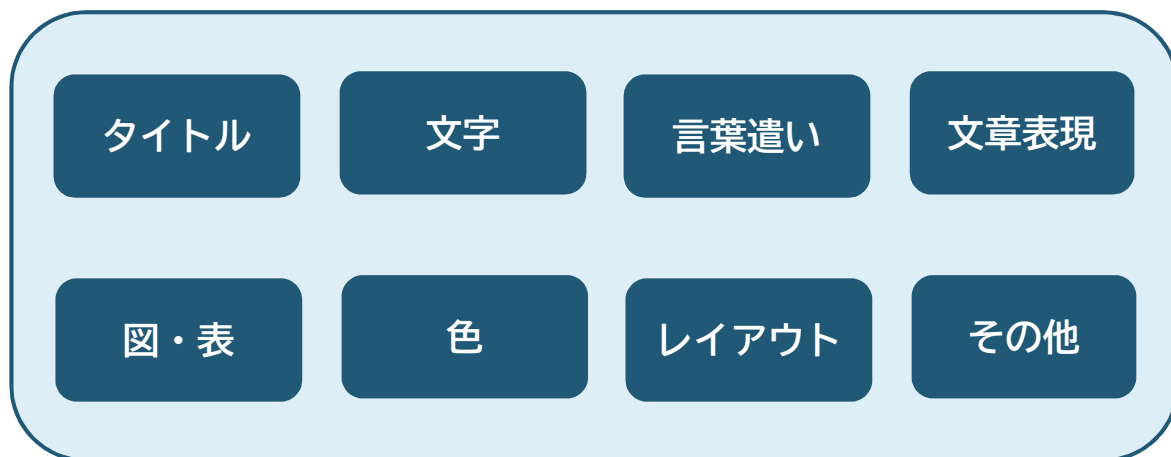 タイトル
文字
言葉遣い
文章表現
図・表
色
レイアウト
その他